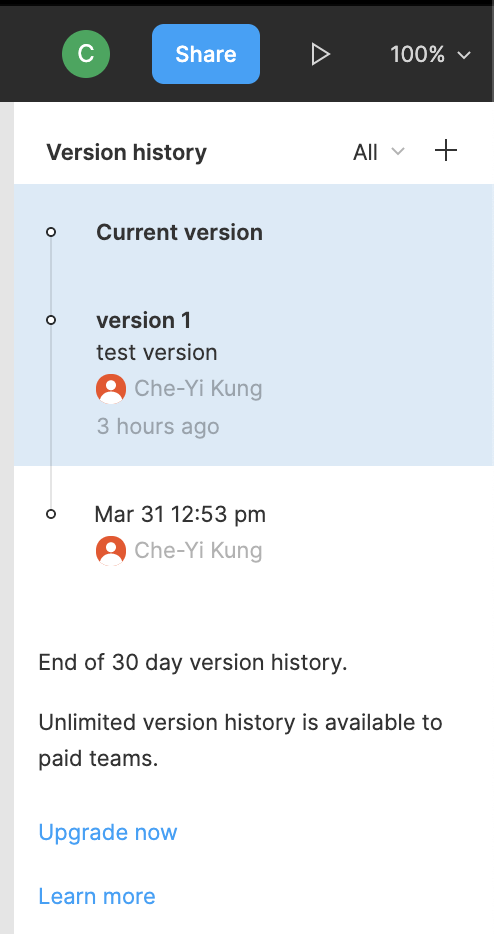 C
Share
100%
Version history
All
Current version
version 1
test version
Che-Yi Kung
3 hours ago
Mar 31 12:53 pm
Che-Yi Kung
End of 30 day version history.
Unlimited version history is available to
paid teams.
Upgrade now
Learn more